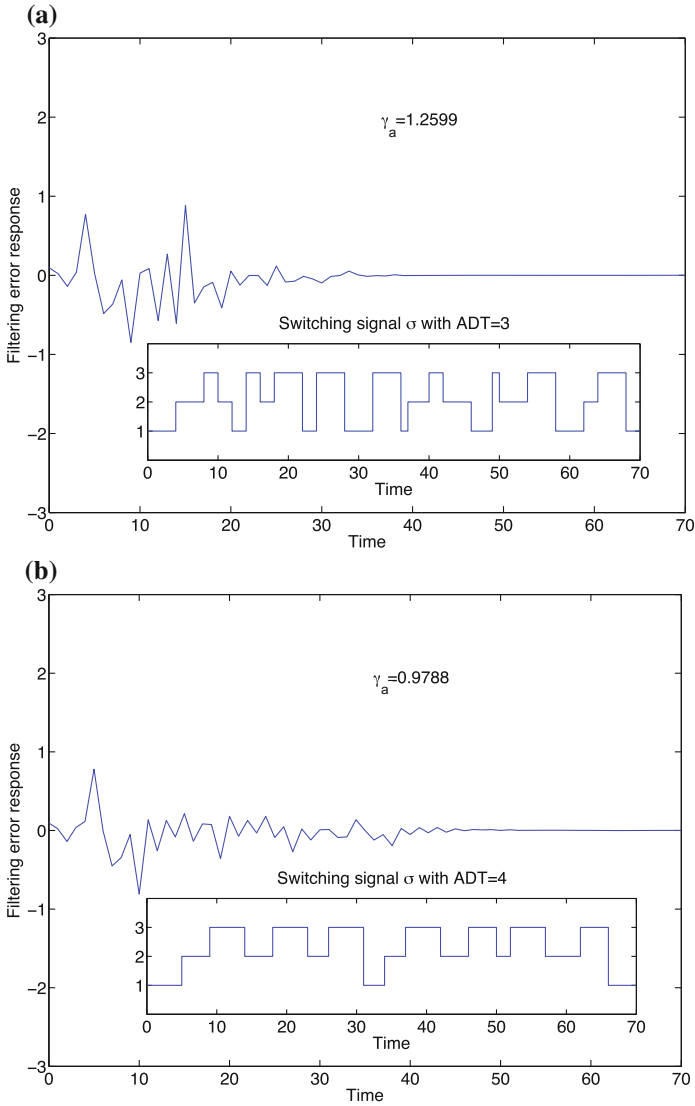 (a)
3
2
1
0
−1
−2
−3
Filtering error response
γa=1.2599
Switching signal σ with ADT=3
3
2
1
0 10 20 30 40 50 60 70
Time
0 10 20 30 40 50 60 70
Time
(b)
3
2
1
0
−1
−2
−3
Filtering error response
γa=0.9788
Switching signal σ with ADT=4
3
2
1
0 10 20 30 40 50 60 70
Time
0 10 20 30 40 50 60 70
Time